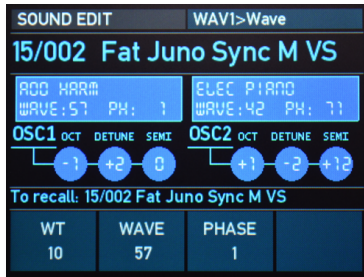 SOUND EDIT WAV1>Wave
15/002 Fat Juno Sync M VS
ADD HARM ELEC PIANO
WAVE:57 PH: 1 WAVE:42 PH: 71
OSC1 OCT DETUNE SEMI OSC2 OCT DETUNE SEMI
-1 +2 0 +1 -2 +12
To recall: 15/002 Fat Juno Sync M VS
WT WAVE PHASE
10 57 1